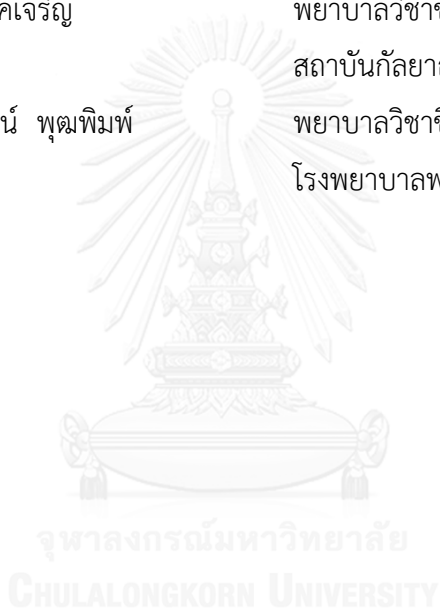 คเจริญ พยาบาลวิชาชี
สถาบันกัลยา
น์ พุฒพิมพ์ พยาบาลวิชาชี
โรงพยาบาลพ
จุฬาลงกรณ์มหาวิทยาลัย
CHULALONGKORN UNIVERSITY